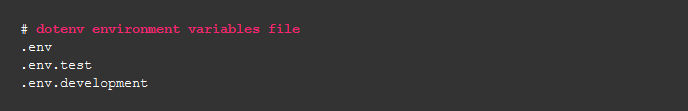 # dotenv environment variables file
.env
.env.test
.env.development